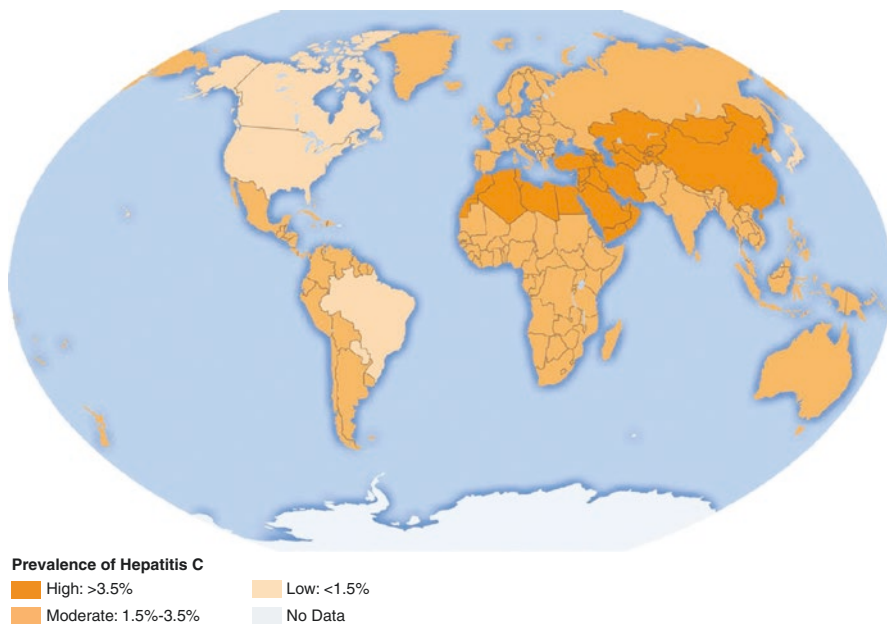 Prevalence of Hepatitis C
High: >3.5%
Low: <1.5%
Moderate: 1.5%-3.5%
No Data